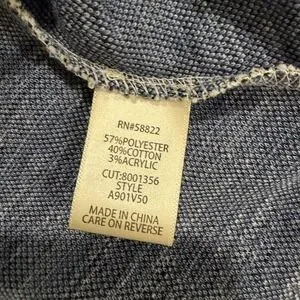 RN#58822
57%POLYESTER
40%COTTON
3%ACRYLIC
CUT:8001356
STYLE
A901V50
MADE IN CHINA
CARE ON REVERSE